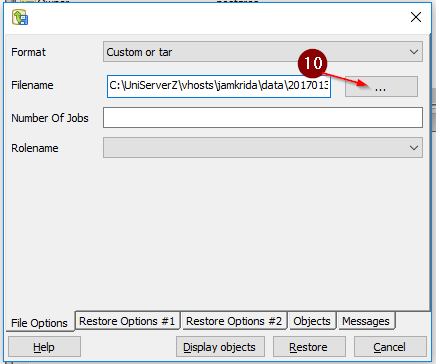 postgres
Format
Custom or tar
10
Filename
C:\UniServerZ\vhosts\jamkrida\data\2017013
...
Number Of Jobs
Rolename
File Options
Restore Options #1
Restore Options #2
Objects
Messages
Help
Display objects
Restore
Cancel